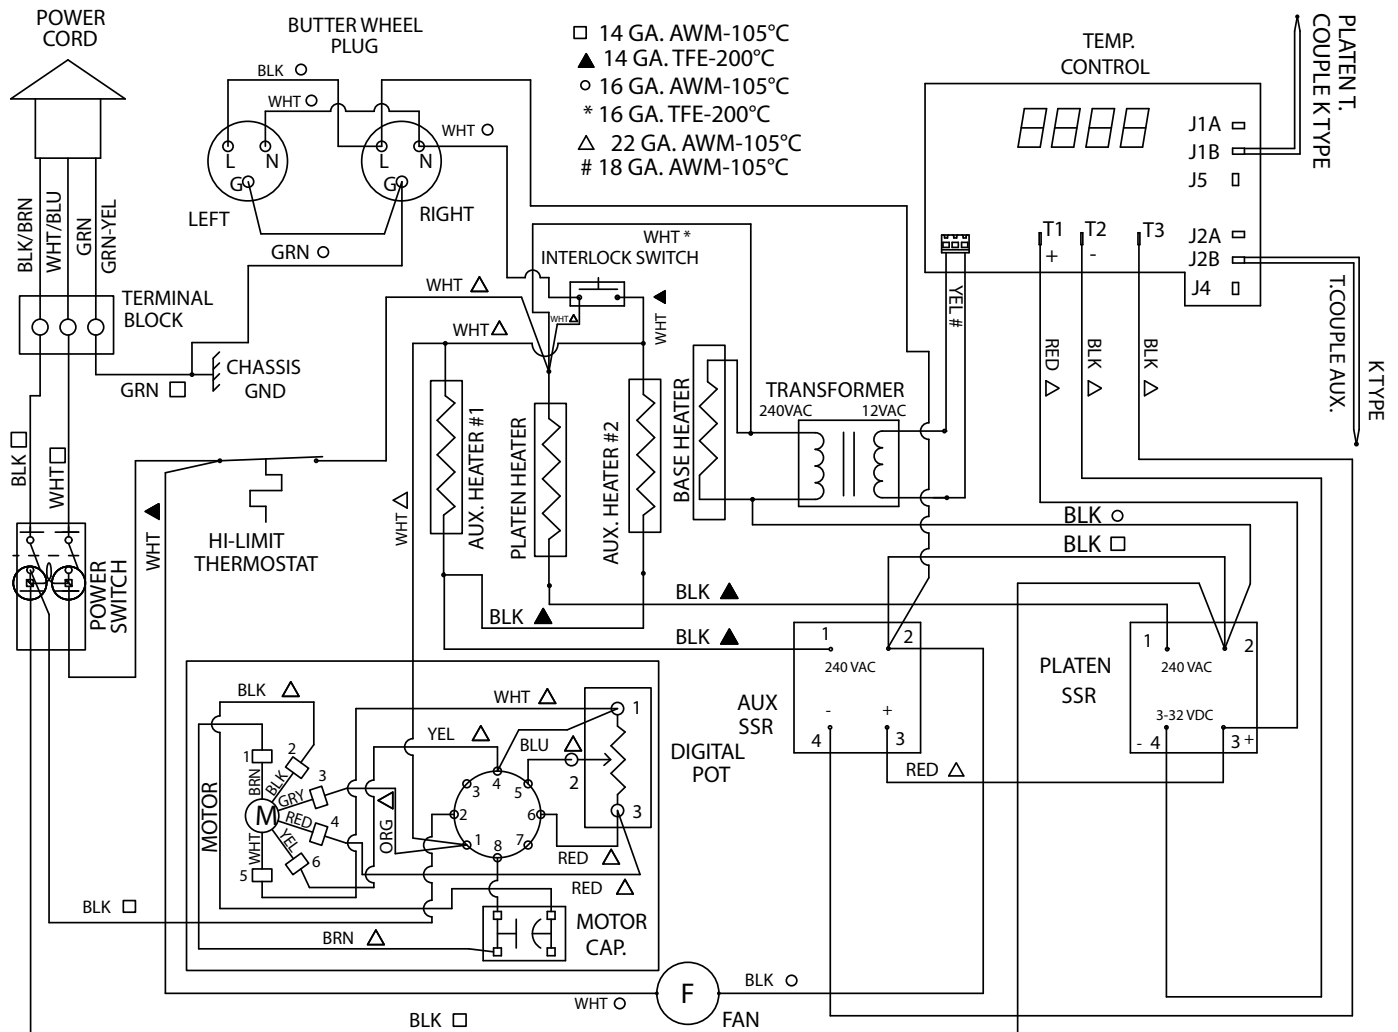 POWER
CORD
BUTTER WHEEL
PLUG
□ 14 GA. AWM-105°C
▲ 14 GA. TFE-200°C
○ 16 GA. AWM-105°C
* 16 GA. TFE-200°C
△ 22 GA. AWM-105°C
# 18 GA. AWM-105°C
TEMP.
CONTROL
PLATEN T.
COUPLE K TYPE
BLK ○
WHT ○
WHT ○
L N
G
LEFT
L N
G
RIGHT
GRN ○
J1A
J1B
J5
J2A
J2B
J4
T1
+
T2
-
T3
YEL #
RED △
BLK △
BLK △
T.COUPLE AUX.
K TYPE
BLK/BRN
WHT/BLU
GRN
GRN-YEL
TERMINAL
BLOCK
CHASSIS
GND
GRN □
WHT *
INTERLOCK SWITCH
WHT △
WHT △
WHT △
WHT ▲
BLK □
WHT □
WHT ▲
HI-LIMIT
THERMOSTAT
WHT △
AUX. HEATER #1
PLATEN HEATER
AUX. HEATER #2
BASE HEATER
TRANSFORMER
240VAC 12VAC
POWER
SWITCH
BLK ○
BLK □
BLK ▲
BLK ▲
BLK ▲
1 2
240 VAC
- +
4 3
AUX
SSR
PLATEN
SSR
1 2
240 VAC
3-32 VDC
- 4 3 +
RED △
BLK △
WHT △
YEL △
BLU △
1
2
3
DIGITAL
POT
MOTOR
M
1
2
3
4
5
6
BRN
BLK
GRY
RED
YEL
WHT
ORG △
1
2
3
4
5
6
7
8
RED △
RED △
MOTOR
CAP.
BRN △
BLK □
F
FAN
WHT ○
BLK ○
BLK □